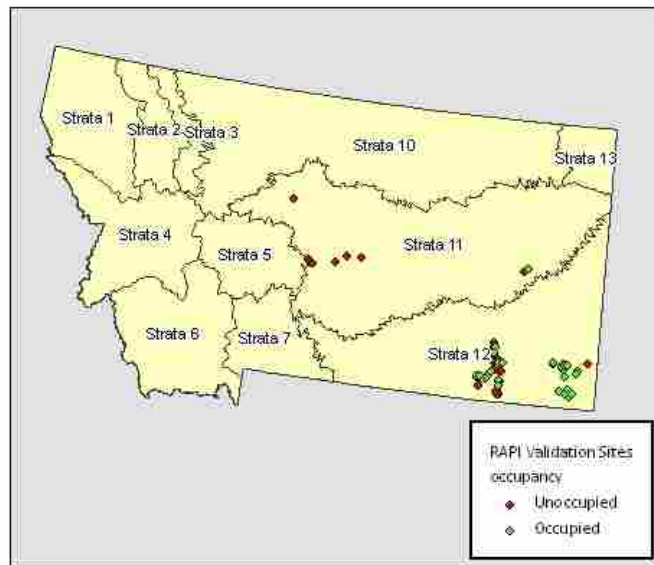 Strata 1
Strata 2
Strata 3
Strata 10
Strata 13
Strata 4
Strata 5
Strata 11
Strata 6
Strata 7
Strata 12
RAPI Validation Sites
occupancy
Unoccupied
Occupied